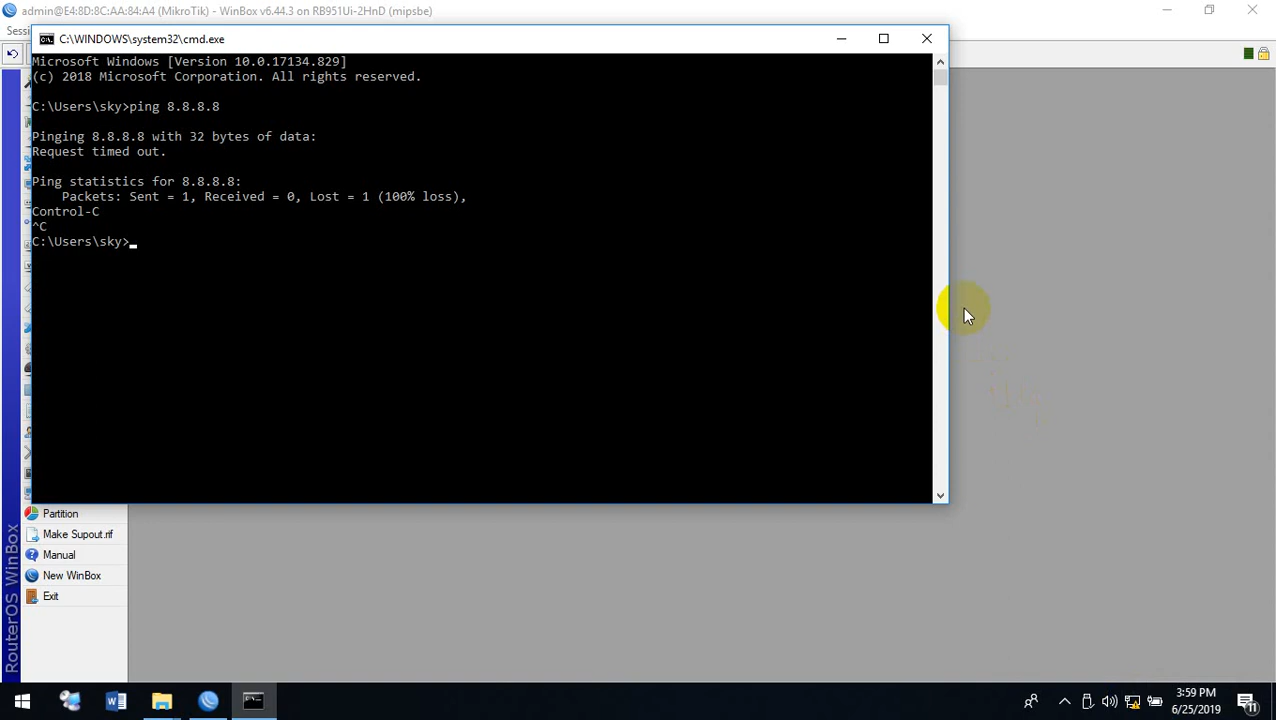 admin@E4:8D:8C:AA:84:A4 (MikroTik) - WinBox v6.44.3 on RB951Ui-2HnD (mipsbe)
Sessi
C:\WINDOWS\system32\cmd.exe
Microsoft Windows [Version 10.0.17134.829]
(c) 2018 Microsoft Corporation. All rights reserved.
C:\Users\sky>ping 8.8.8.8
Pinging 8.8.8.8 with 32 bytes of data:
Request timed out.
Ping statistics for 8.8.8.8:
Packets: Sent = 1, Received = 0, Lost = 1 (100% loss),
Control-C
^C
C:\Users\sky>
Partition
Make Supout.rif
Manual
New WinBox
Exit
RouterOS WinBox
3:59 PM
6/25/2019
11